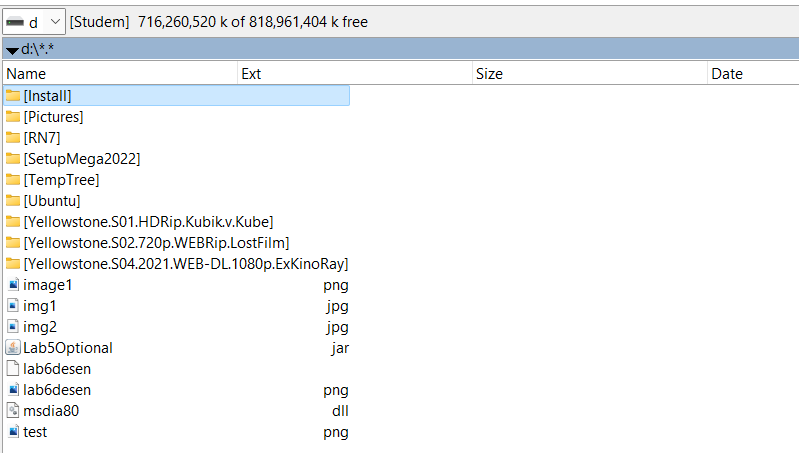 d [Studem] 716,260,520 k of 818,961,404 k free
d:\*.*
Name Ext Size Date
[Install]
[Pictures]
[RN7]
[SetupMega2022]
[TempTree]
[Ubuntu]
[Yellowstone.S01.HDRip.Kubik.v.Kube]
[Yellowstone.S02.720p.WEBRip.LostFilm]
[Yellowstone.S04.2021.WEB-DL.1080p.ExKinoRay]
image1 png
img1 jpg
img2 jpg
Lab5Optional jar
lab6desen
lab6desen png
msdia80 dll
test png